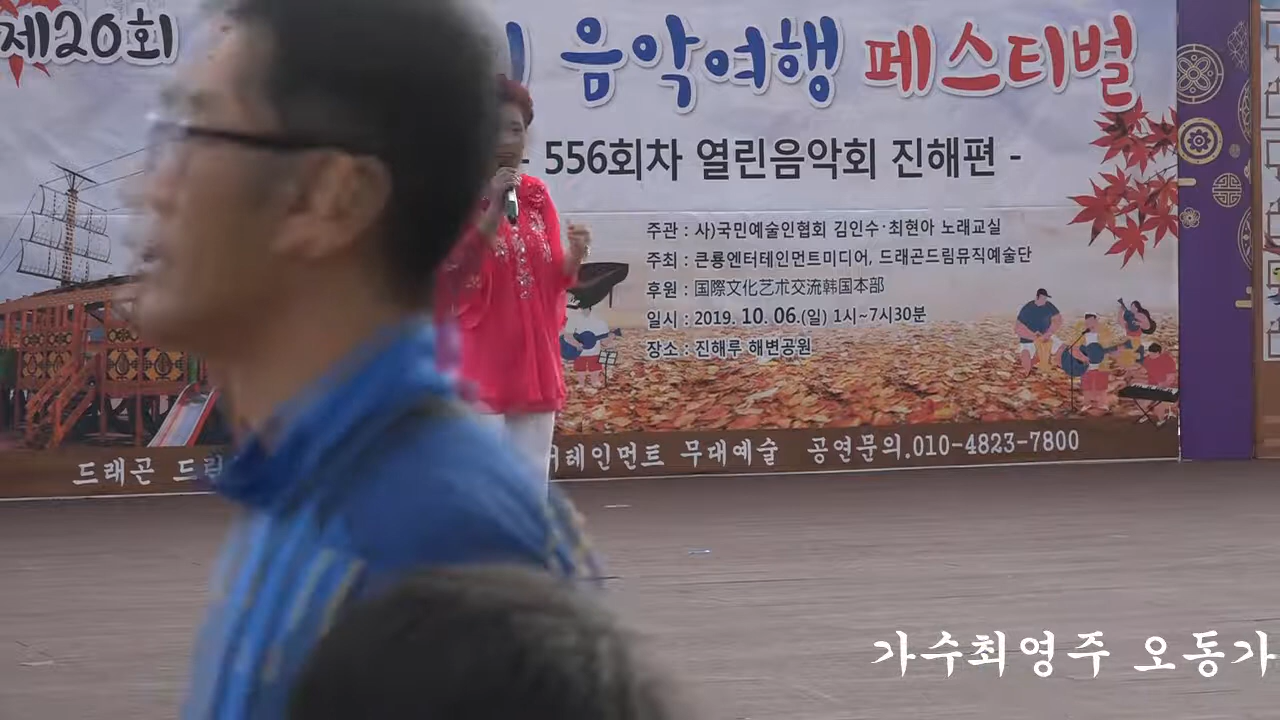 제20회 음악여행 페스티벌
- 556회차 열린음악회 진해편 -
주관 : 사)국민예술인협회 김인수·최현아 노래교실
주최 : 큰룡엔터테인먼트미디어, 드래곤드림뮤직예술단
후원 : 国際文化艺术交流韩国本部
일시 : 2019. 10. 06.(일) 1시~7시30분
장소 : 진해루 해변공원
드래곤 테인먼트 무대예술 공연문의.010-4823-7800
가수최영주 오동가